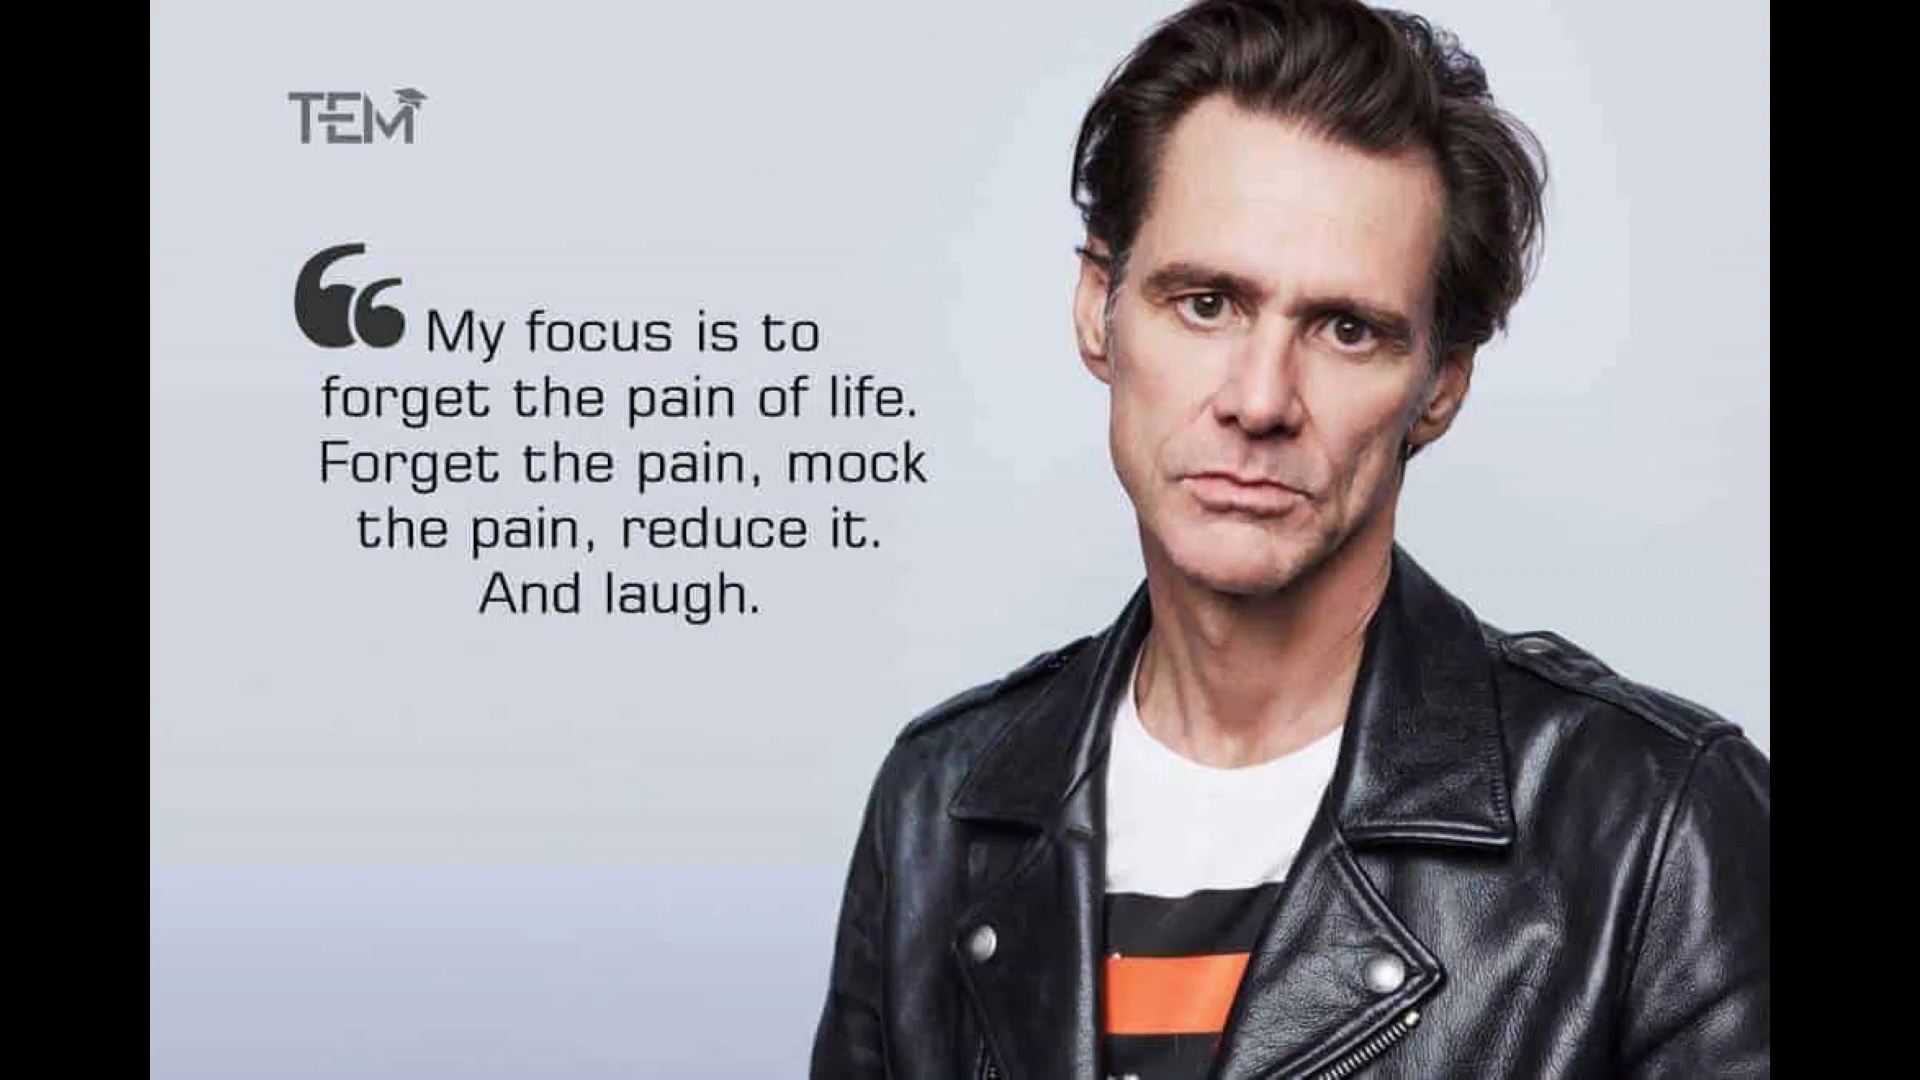 TEM
“ My focus is to
forget the pain of life.
Forget the pain, mock
the pain, reduce it.
And laugh.